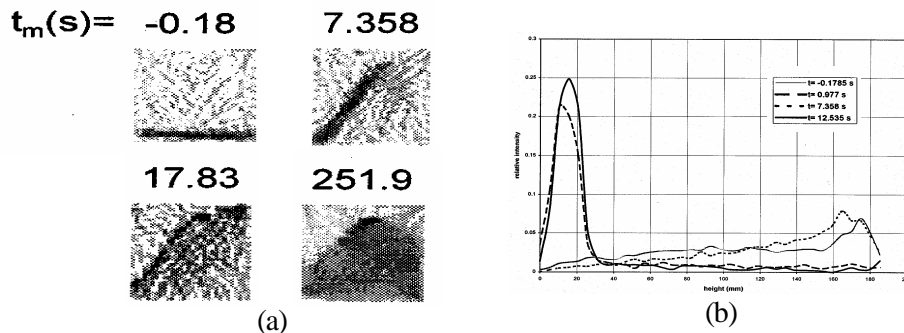 tm(s)= -0.18 7.358
17.83 251.9
(a)
0.3
0.25
0.2
0.15
0.1
0.05
0
relative intensity
t= -0.1785 s
t= 0.977 s
t= 7.358 s
t= 12.535 s
0 20 40 60 80 100 120 140 160 180
height (mm)
(b)